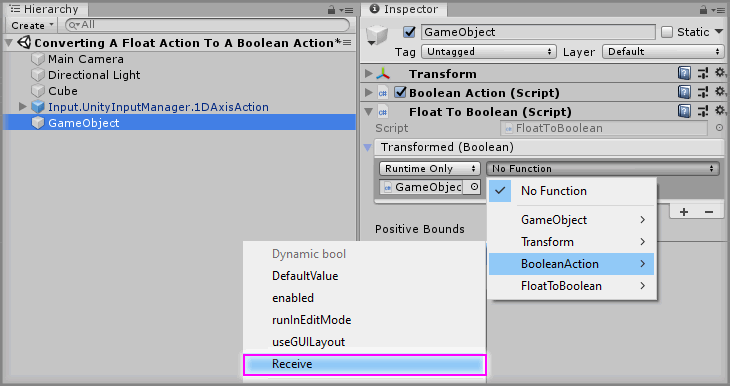 Hierarchy
Create
All
Converting A Float Action To A Boolean Action*
Main Camera
Directional Light
Cube
Input.UnityInputManager.1DAxisAction
GameObject
Inspector
GameObject
Static
Tag
Untagged
Layer
Default
Transform
Boolean Action (Script)
Float To Boolean (Script)
Script
FloatToBoolean
Transformed (Boolean)
Runtime Only
No Function
GameObjec
Positive Bounds
No Function
GameObject
Transform
BooleanAction
FloatToBoolean
Dynamic bool
DefaultValue
enabled
runInEditMode
useGUILayout
Receive